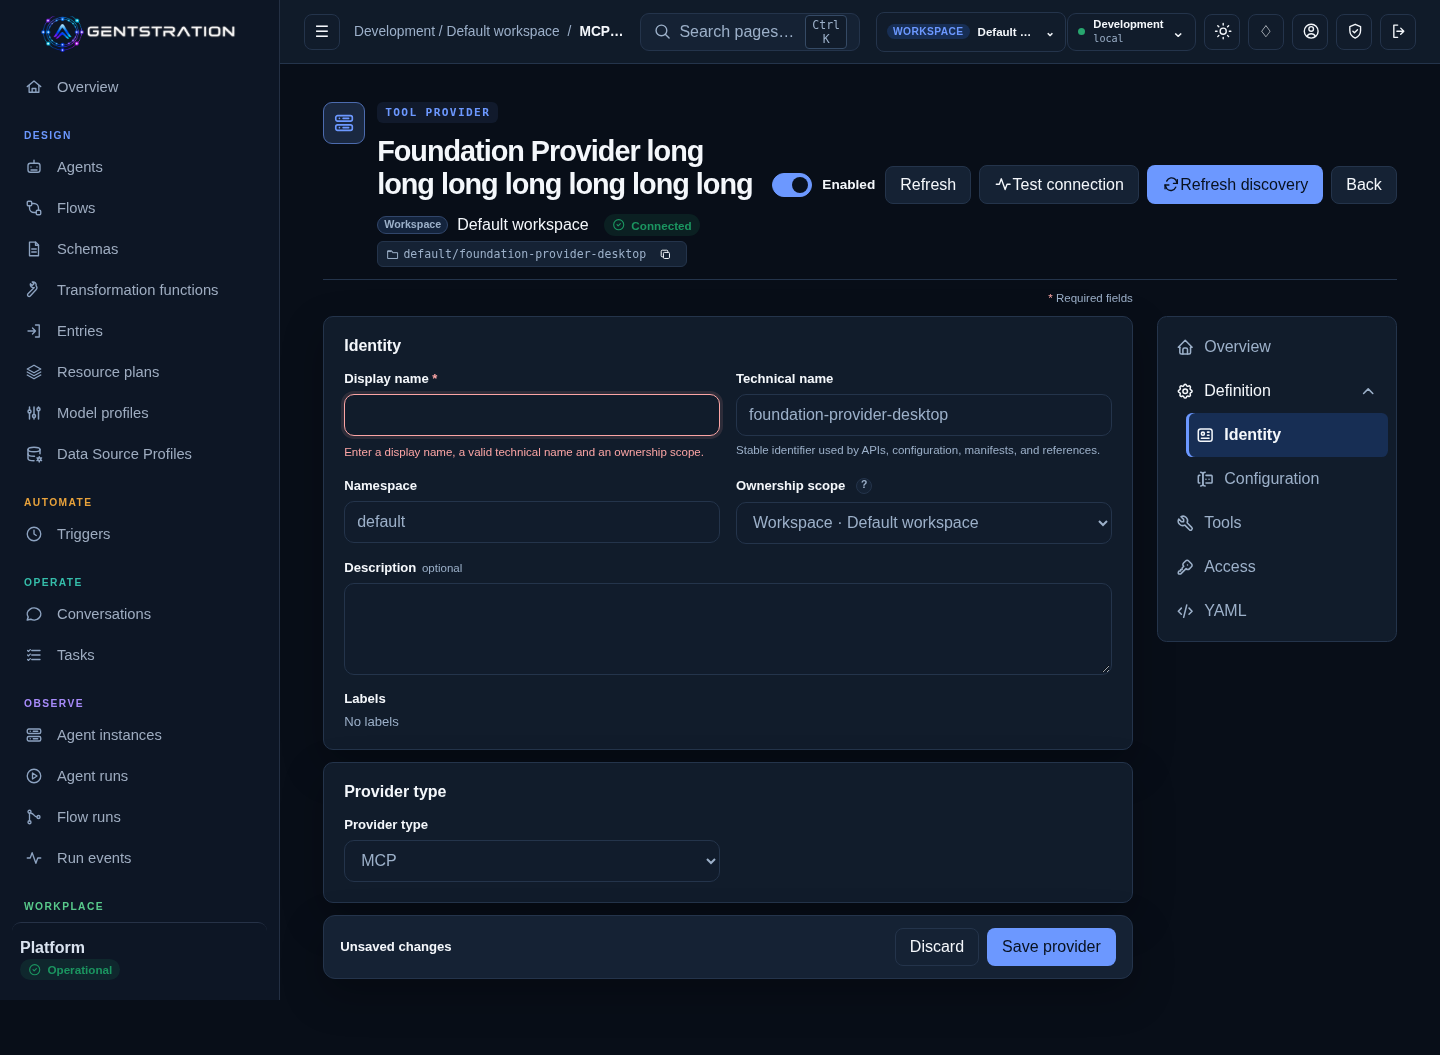 GENTSTRATION
☰
Development / Default workspace / MCP…
Search pages…
Ctrl
K
WORKSPACE
Default …
Development
local
Overview
DESIGN
Agents
Flows
Schemas
Transformation functions
Entries
Resource plans
Model profiles
Data Source Profiles
AUTOMATE
Triggers
OPERATE
Conversations
Tasks
OBSERVE
Agent instances
Agent runs
Flow runs
Run events
WORKPLACE
Platform
Operational
TOOL PROVIDER
Foundation Provider long
long long long long long long
Enabled
Refresh
Test connection
Refresh discovery
Back
Workspace
Default workspace
Connected
default/foundation-provider-desktop
* Required fields
Identity
Display name *
Enter a display name, a valid technical name and an ownership scope.
Technical name
foundation-provider-desktop
Stable identifier used by APIs, configuration, manifests, and references.
Namespace
default
Ownership scope ?
Workspace · Default workspace
Description optional
Labels
No labels
Provider type
Provider type
MCP
Unsaved changes
Discard
Save provider
Overview
Definition
Identity
Configuration
Tools
Access
YAML